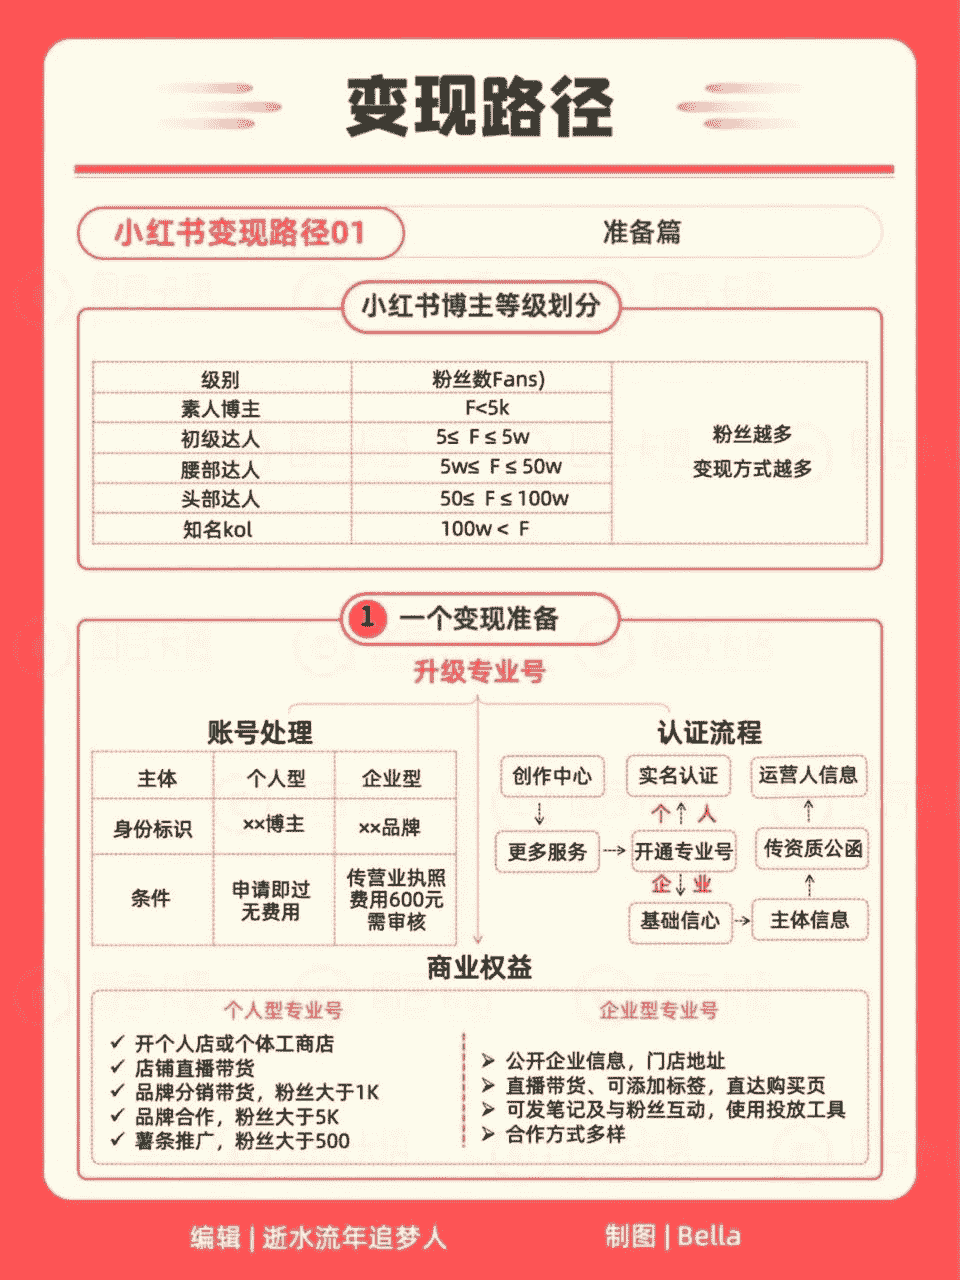 变现路径
小红书变现路径01
准备篇
小红书博主等级划分
级别
粉丝数Fans)
素人博主
F<5k
初级达人
5≤ F ≤ 5w
腰部达人
5w≤ F ≤ 50w
头部达人
50≤ F ≤ 100w
知名kol
100w < F
粉丝越多
变现方式越多
1 一个变现准备
升级专业号
账号处理
主体
个人型
企业型
身份标识
××博主
××品牌
条件
申请即过
无费用
传营业执照
费用600元
需审核
认证流程
创作中心
实名认证
运营人信息
个 人
更多服务
开通专业号
传资质公函
企 业
基础信心
主体信息
商业权益
个人型专业号
开个人店或个体工商店
店铺直播带货
品牌分销带货，粉丝大于1K
品牌合作，粉丝大于5K
薯条推广，粉丝大于500
企业型专业号
公开企业信息，门店地址
直播带货、可添加标签，直达购买页
可发笔记及与粉丝互动，使用投放工具
合作方式多样
编辑 | 逝水流年追梦人
制图 | Bella